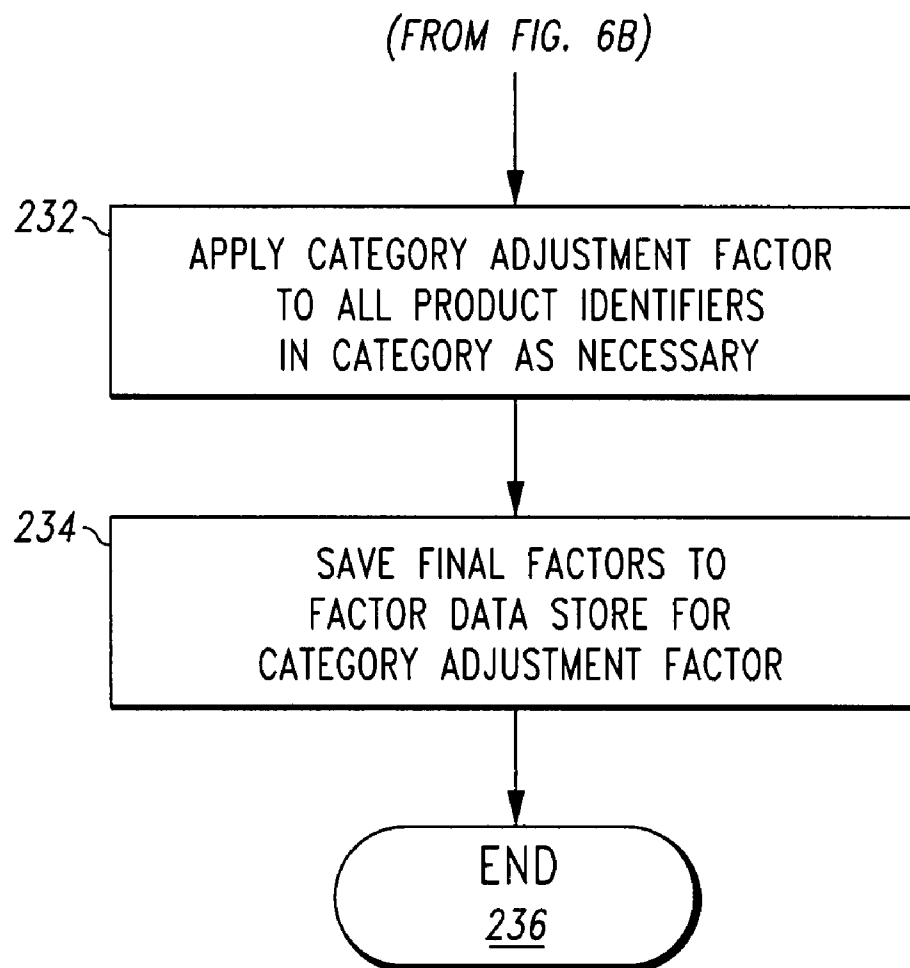 (FROM FIG. 6B)
232
APPLY CATEGORY ADJUSTMENT FACTOR
TO ALL PRODUCT IDENTIFIERS
IN CATEGORY AS NECESSARY
234
SAVE FINAL FACTORS TO
FACTOR DATA STORE FOR
CATEGORY ADJUSTMENT FACTOR
END
236